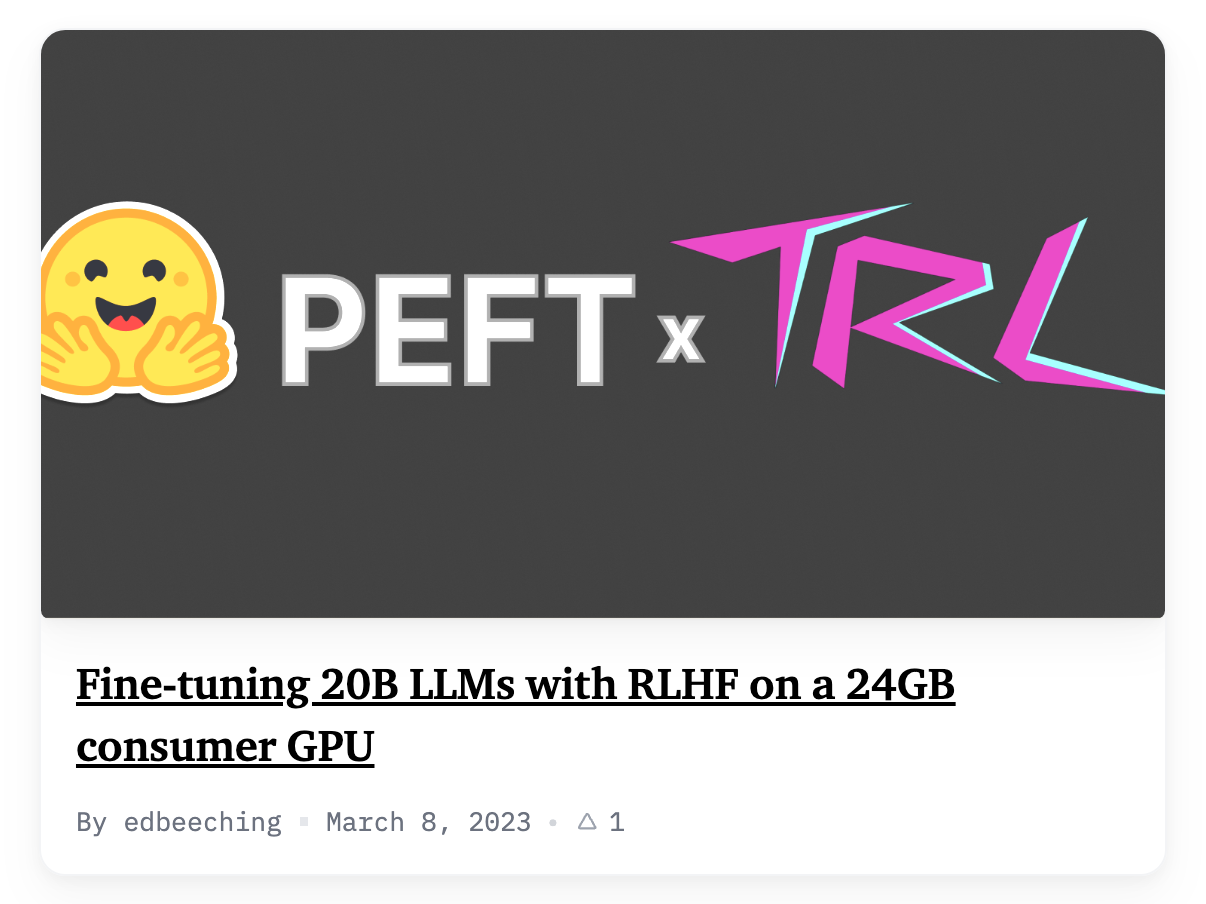 PEFT x TRL
Fine-tuning 20B LLMs with RLHF on a 24GB
consumer GPU
By edbeeching ▪ March 8, 2023 • △ 1